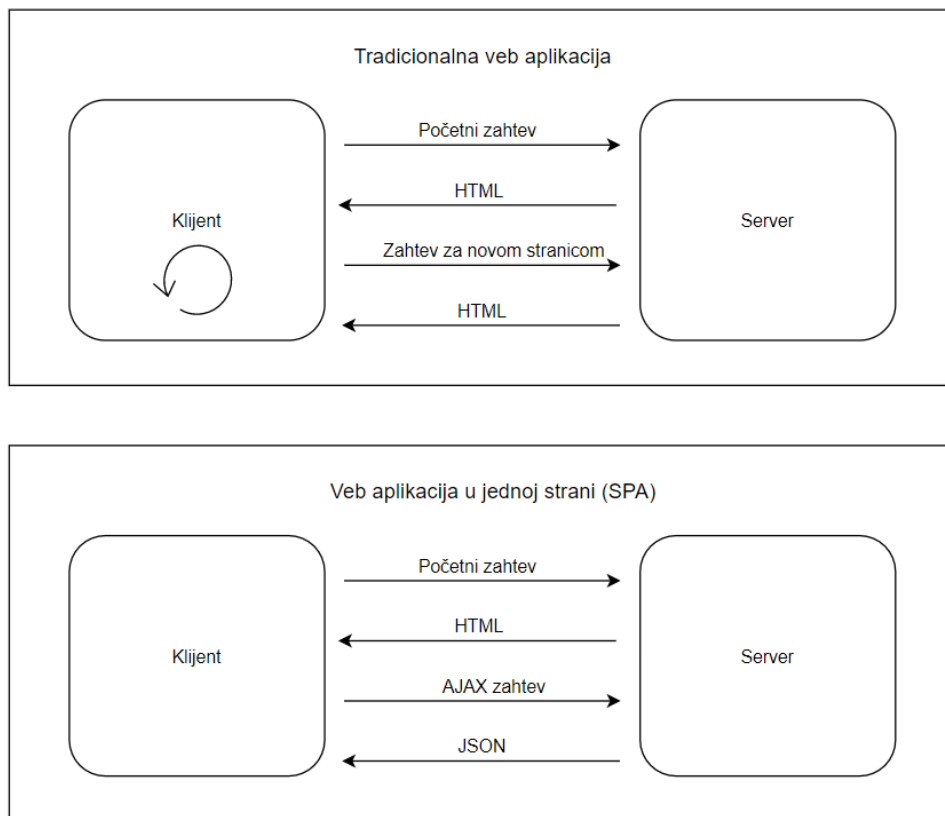 Tradicionalna veb aplikacija
Početni zahtev
HTML
Klijent
Server
Zahtev za novom stranicom
HTML
Veb aplikacija u jednoj strani (SPA)
Početni zahtev
HTML
Klijent
Server
AJAX zahtev
JSON